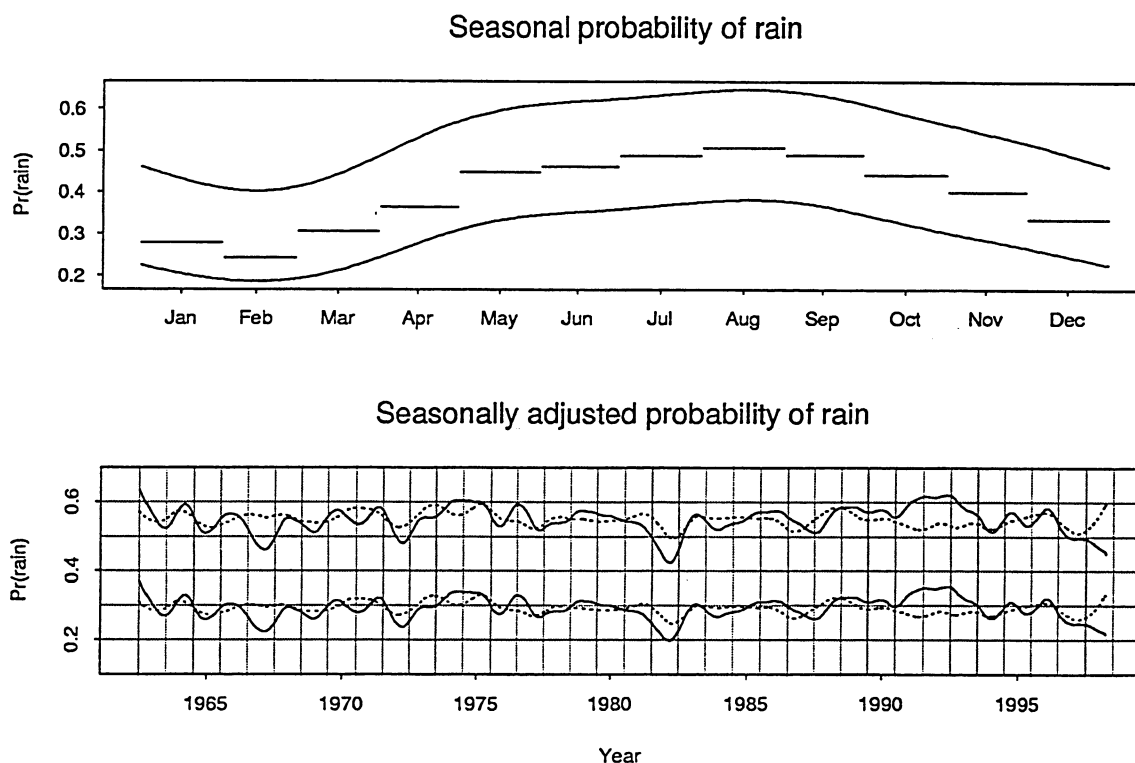 Seasonal probability of rain
Pr(rain)
0.6
0.5
0.4
0.3
0.2
Jan Feb Mar Apr May Jun Jul Aug Sep Oct Nov Dec
Seasonally adjusted probability of rain
Pr(rain)
0.6
0.4
0.2
1965 1970 1975 1980 1985 1990 1995
Year